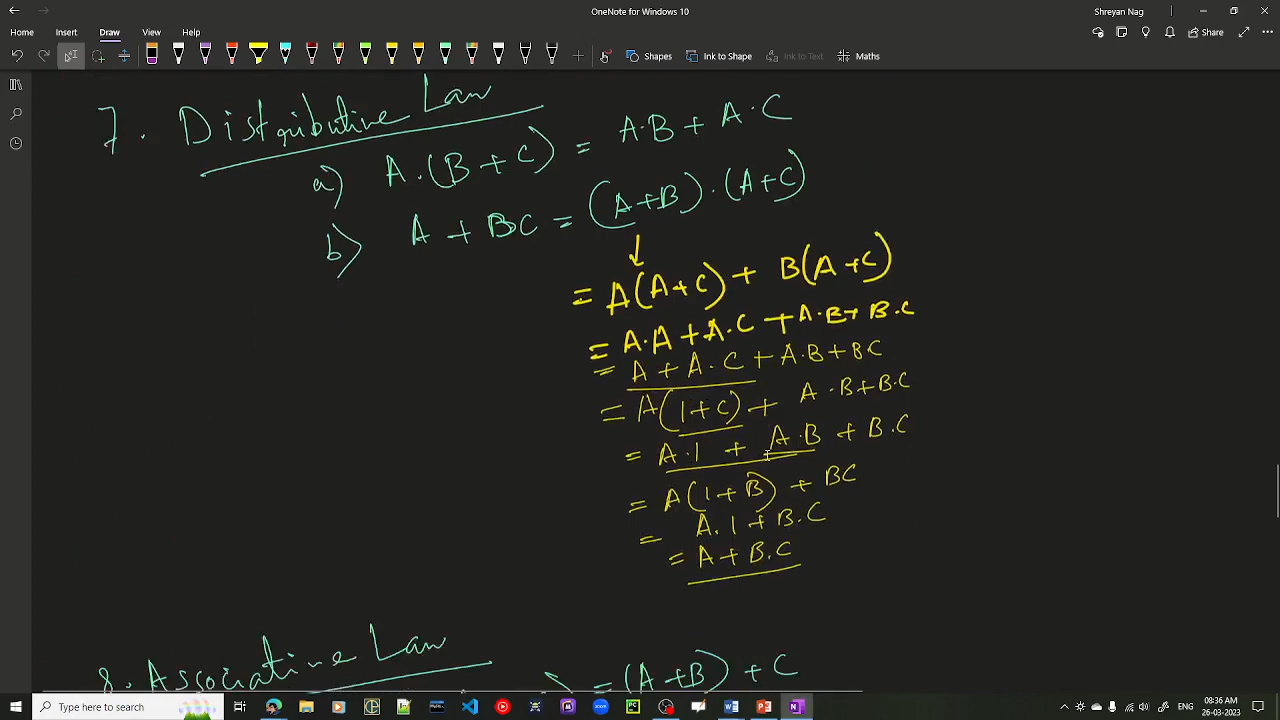 OneNote for Windows 10
Shreyan Nag
Home Insert Draw View Help Share
Shapes Ink to Shape Ink to Text Maths
7. Distributive Law
a) A.(B+C) = A.B + A.C
b) A + BC = (A+B).(A+C)
= A(A+C) + B(A+C)
= A.A + A.C + A.B + B.C
= A + A.C + A.B + BC
= A(1+C) + A.B + B.C
= A.1 + A.B + B.C
= A(1+B) + BC
= A.1 + B.C
= A + B.C
8. Associative Law
= (A+B) + C
Type here to search
ENG
08:36 AM
26-03-2023